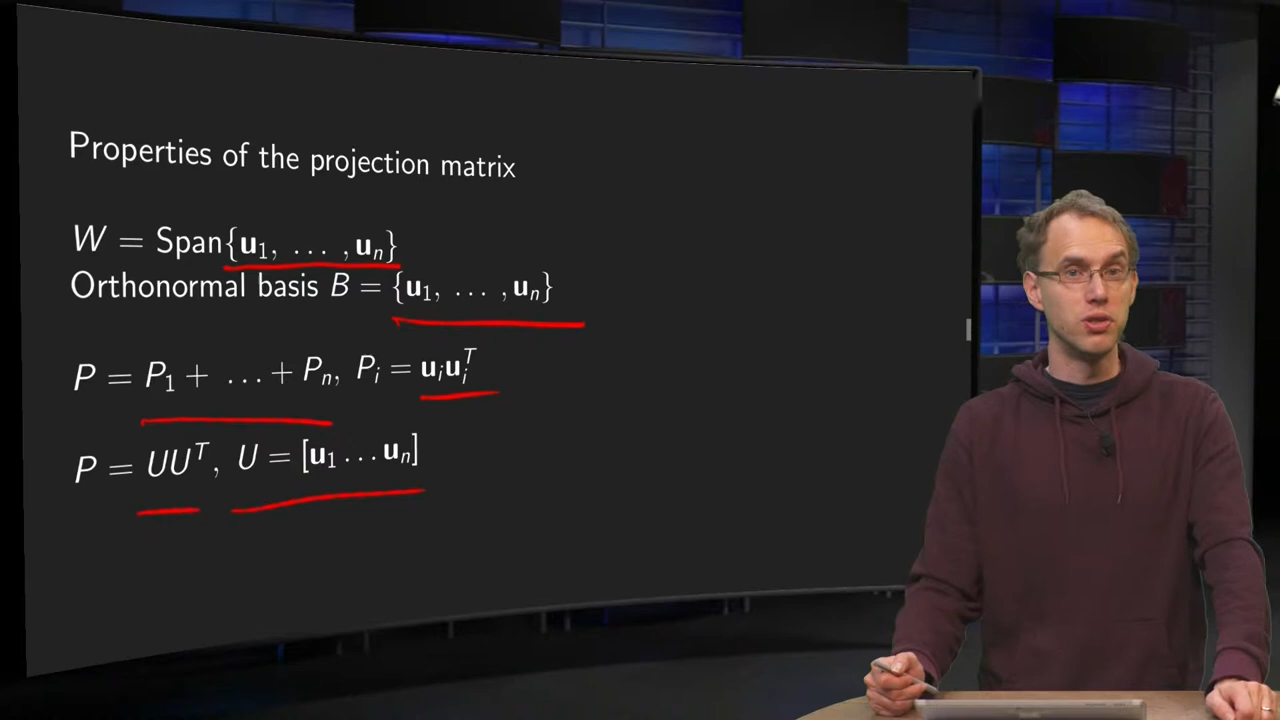 Properties of the projection matrix
W = Span{u₁, … ,uₙ}
Orthonormal basis B = {u₁, … ,uₙ}
P = P₁ + … + Pₙ, Pᵢ = uᵢuᵢᵀ
P = UUᵀ, U = [u₁ … uₙ]